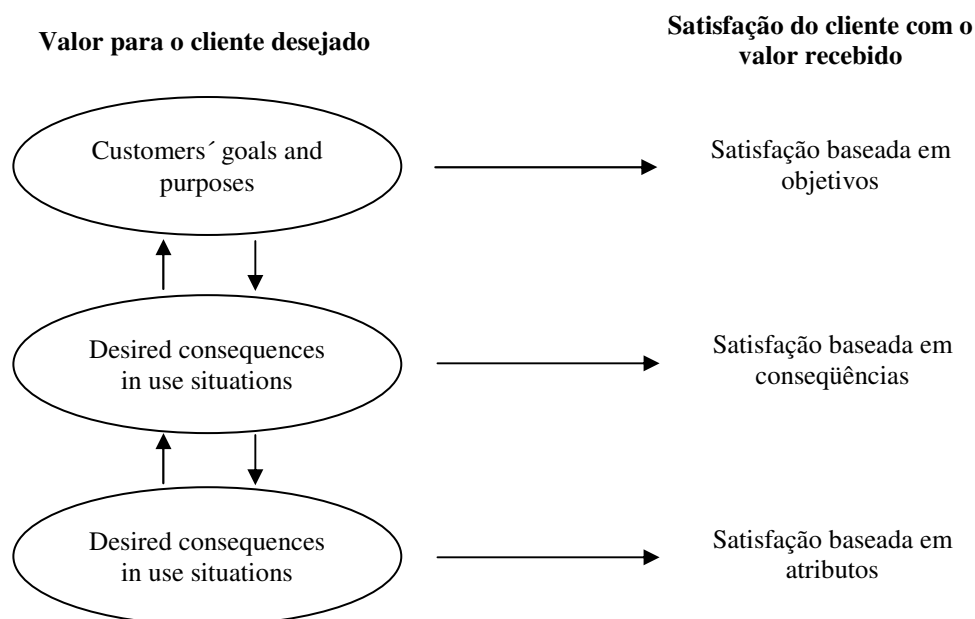 Valor para o cliente desejado
Satisfação do cliente com o
valor recebido
Customers´ goals and
purposes
Satisfação baseada em
objetivos
Desired consequences
in use situations
Satisfação baseada em
conseqüências
Desired consequences
in use situations
Satisfação baseada em
atributos